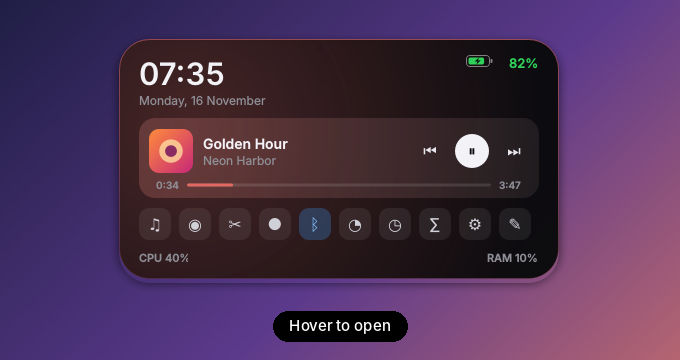 07:35
82%
Monday, 16 November
Golden Hour
Neon Harbor
0:34
3:47
CPU 40%
RAM 10%
Hover to open